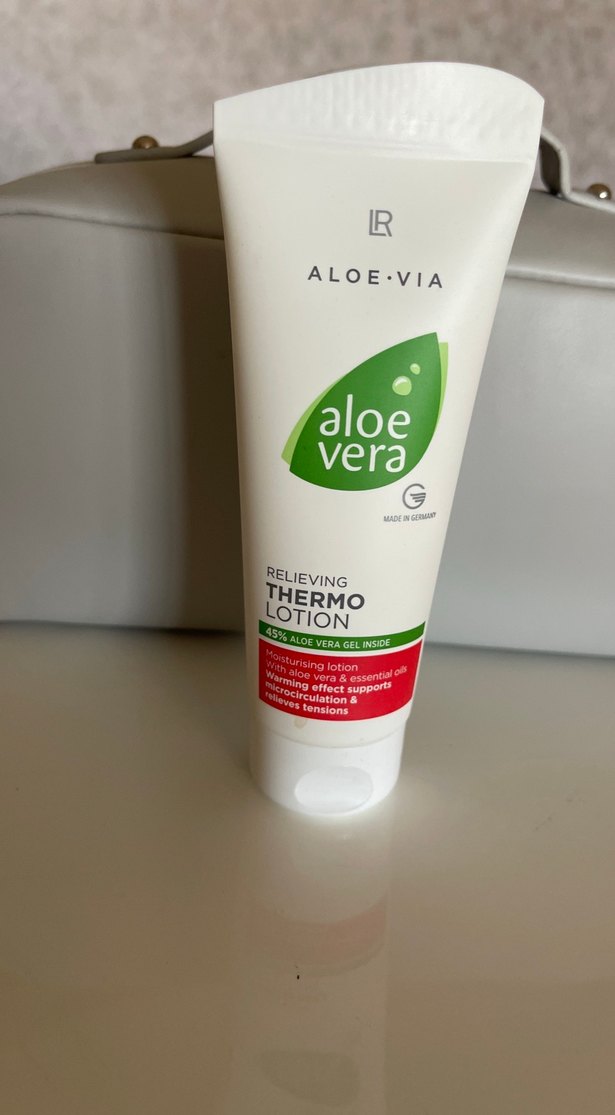 LR
ALOE·VIA
aloe
vera
MADE IN GERMANY
RELIEVING
THERMO
LOTION
45% ALOE VERA GEL INSIDE
Moisturising lotion
With aloe vera & essential oils
Warming effect supports
microcirculation &
relieves tensions